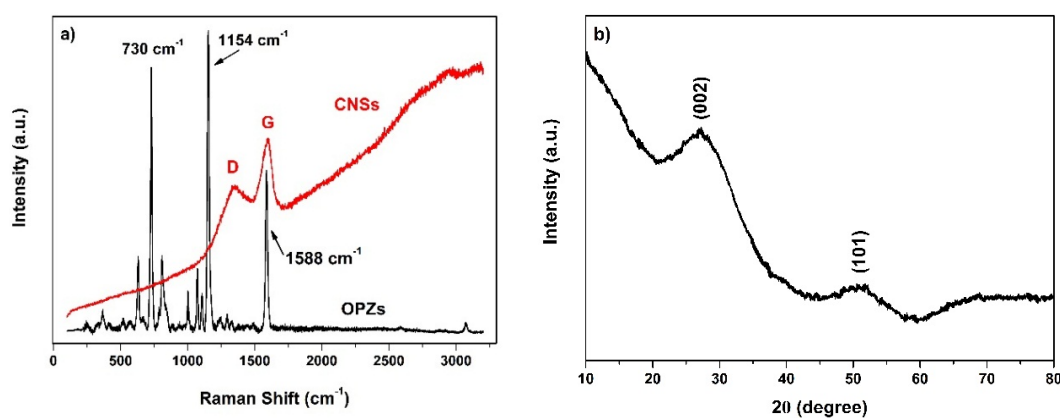 a)
730 cm⁻¹
1154 cm⁻¹
CNSs
G
D
1588 cm⁻¹
OPZs
Intensity (a.u.)
0 500 1000 1500 2000 2500 3000
Raman Shift (cm⁻¹)
b)
(002)
(101)
Intensity (a.u.)
10 20 30 40 50 60 70 80
2θ (degree)